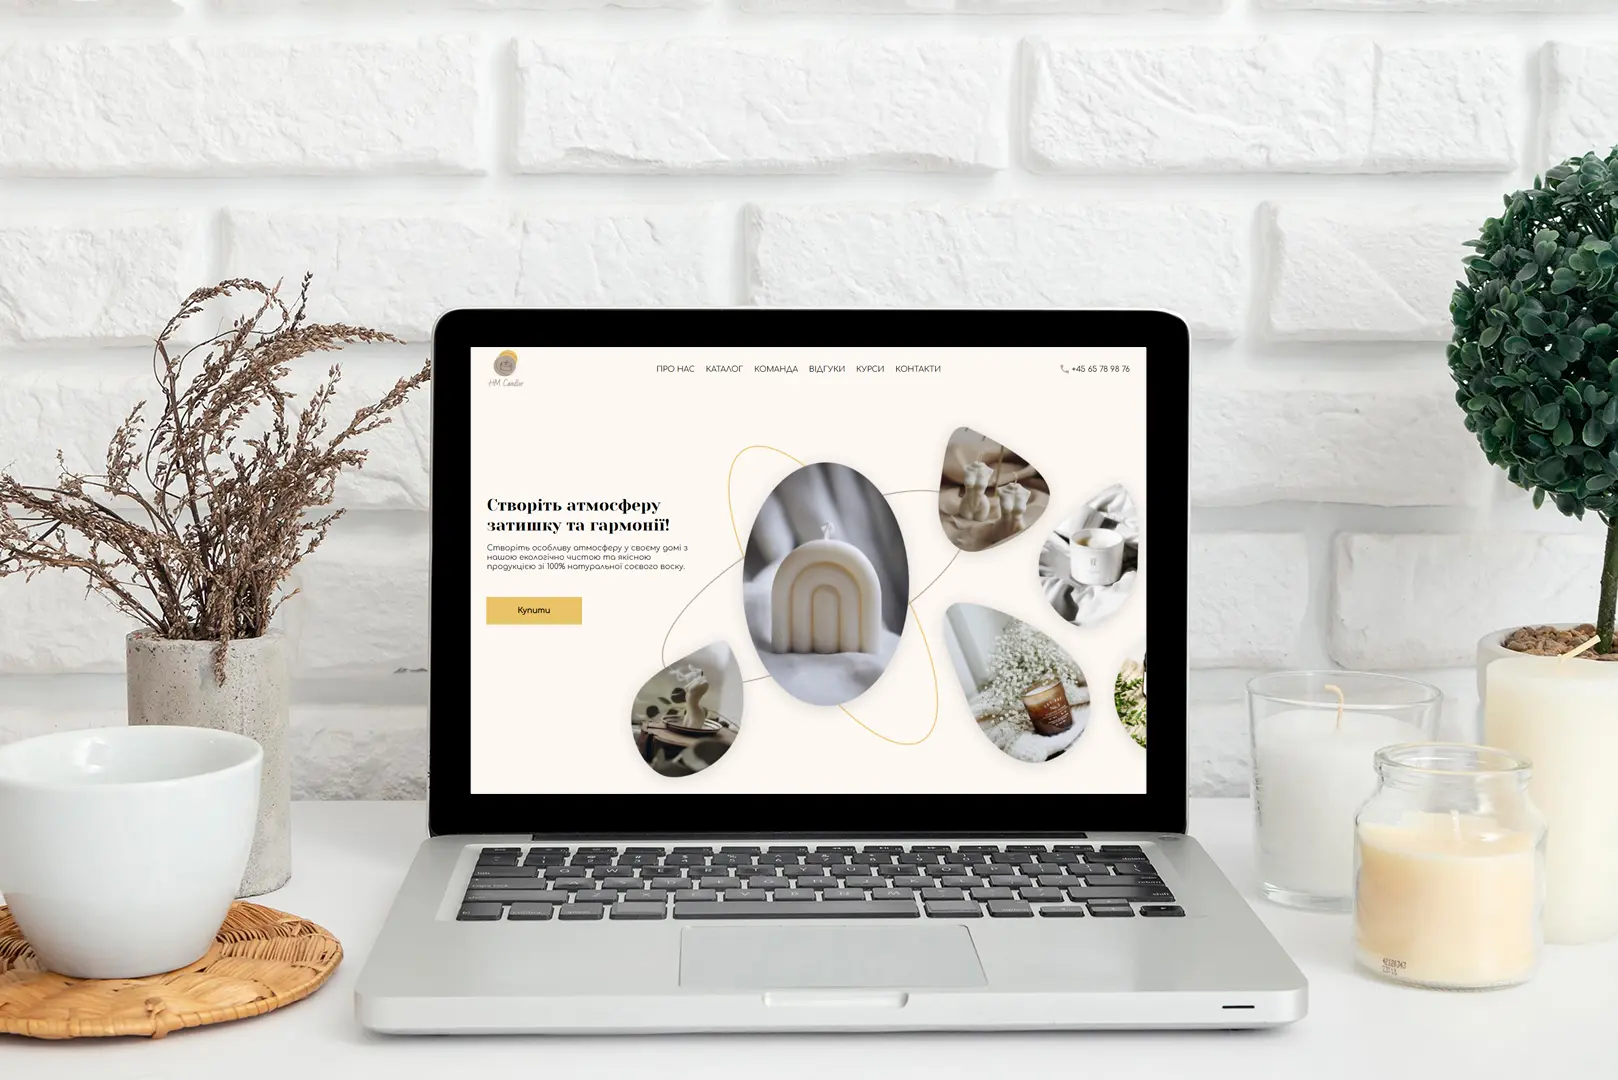 HM Candles
ПРО НАС КАТАЛОГ КОМАНДА ВІДГУКИ КУРСИ КОНТАКТИ
+45 65 78 98 76
Створіть атмосферу
затишку та гармонії!
Створіть особливу атмосферу у своєму домі з
нашою екологічно чистою та якісною
продукцією зі 100% натуральної соєвого воску.
Купити